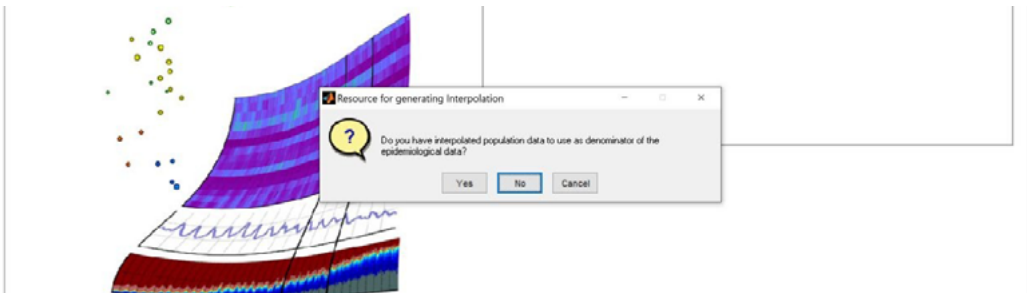 Resource for generating Interpolation
?
Do you have interpolated population data to use as denominator of the
epidemiological data?
Yes No Cancel